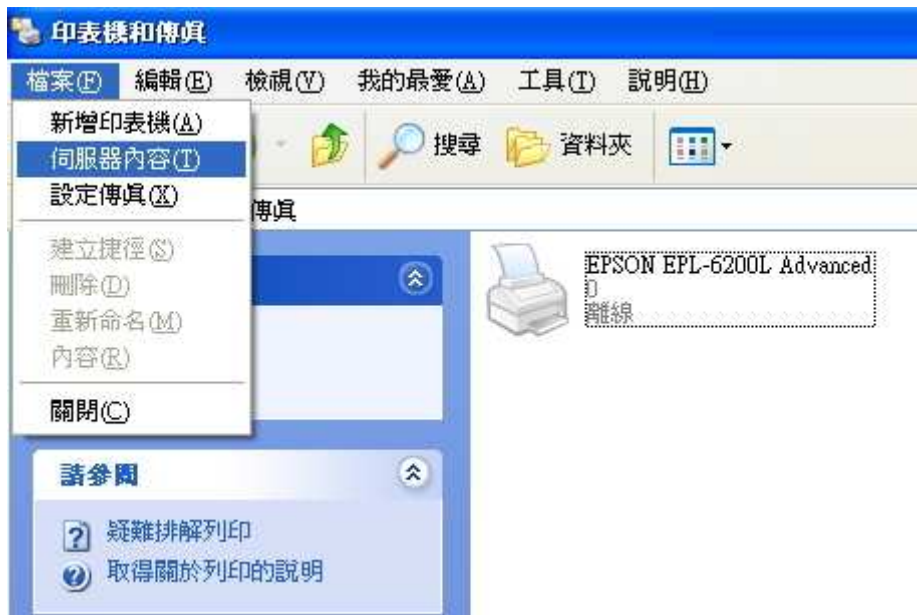 印表機和傳真
檔案(F) 編輯(E) 檢視(V) 我的最愛(A) 工具(T) 說明(H)
新增印表機(A)
伺服器內容(T)
設定傳真(X)
建立捷徑(S)
刪除(D)
重新命名(M)
內容(R)
關閉(C)
搜尋 資料夾
傳真
EPSON EPL-6200L Advanced
0
離線
請參閱
疑難排解列印
取得關於列印的說明